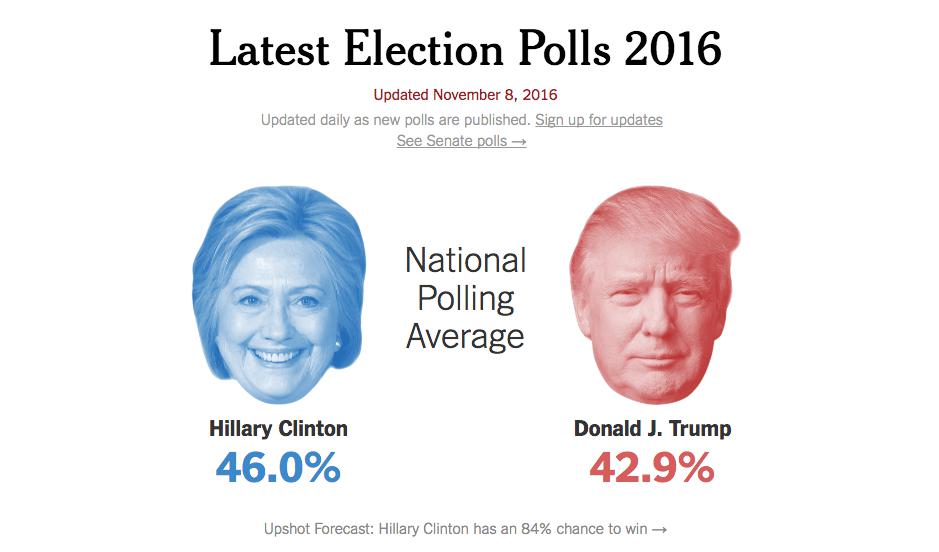 Latest Election Polls 2016
Updated November 8, 2016
Updated daily as new polls are published. Sign up for updates
See Senate polls →
National
Polling
Average
Hillary Clinton
46.0%
Donald J. Trump
42.9%
Upshot Forecast: Hillary Clinton has an 84% chance to win →